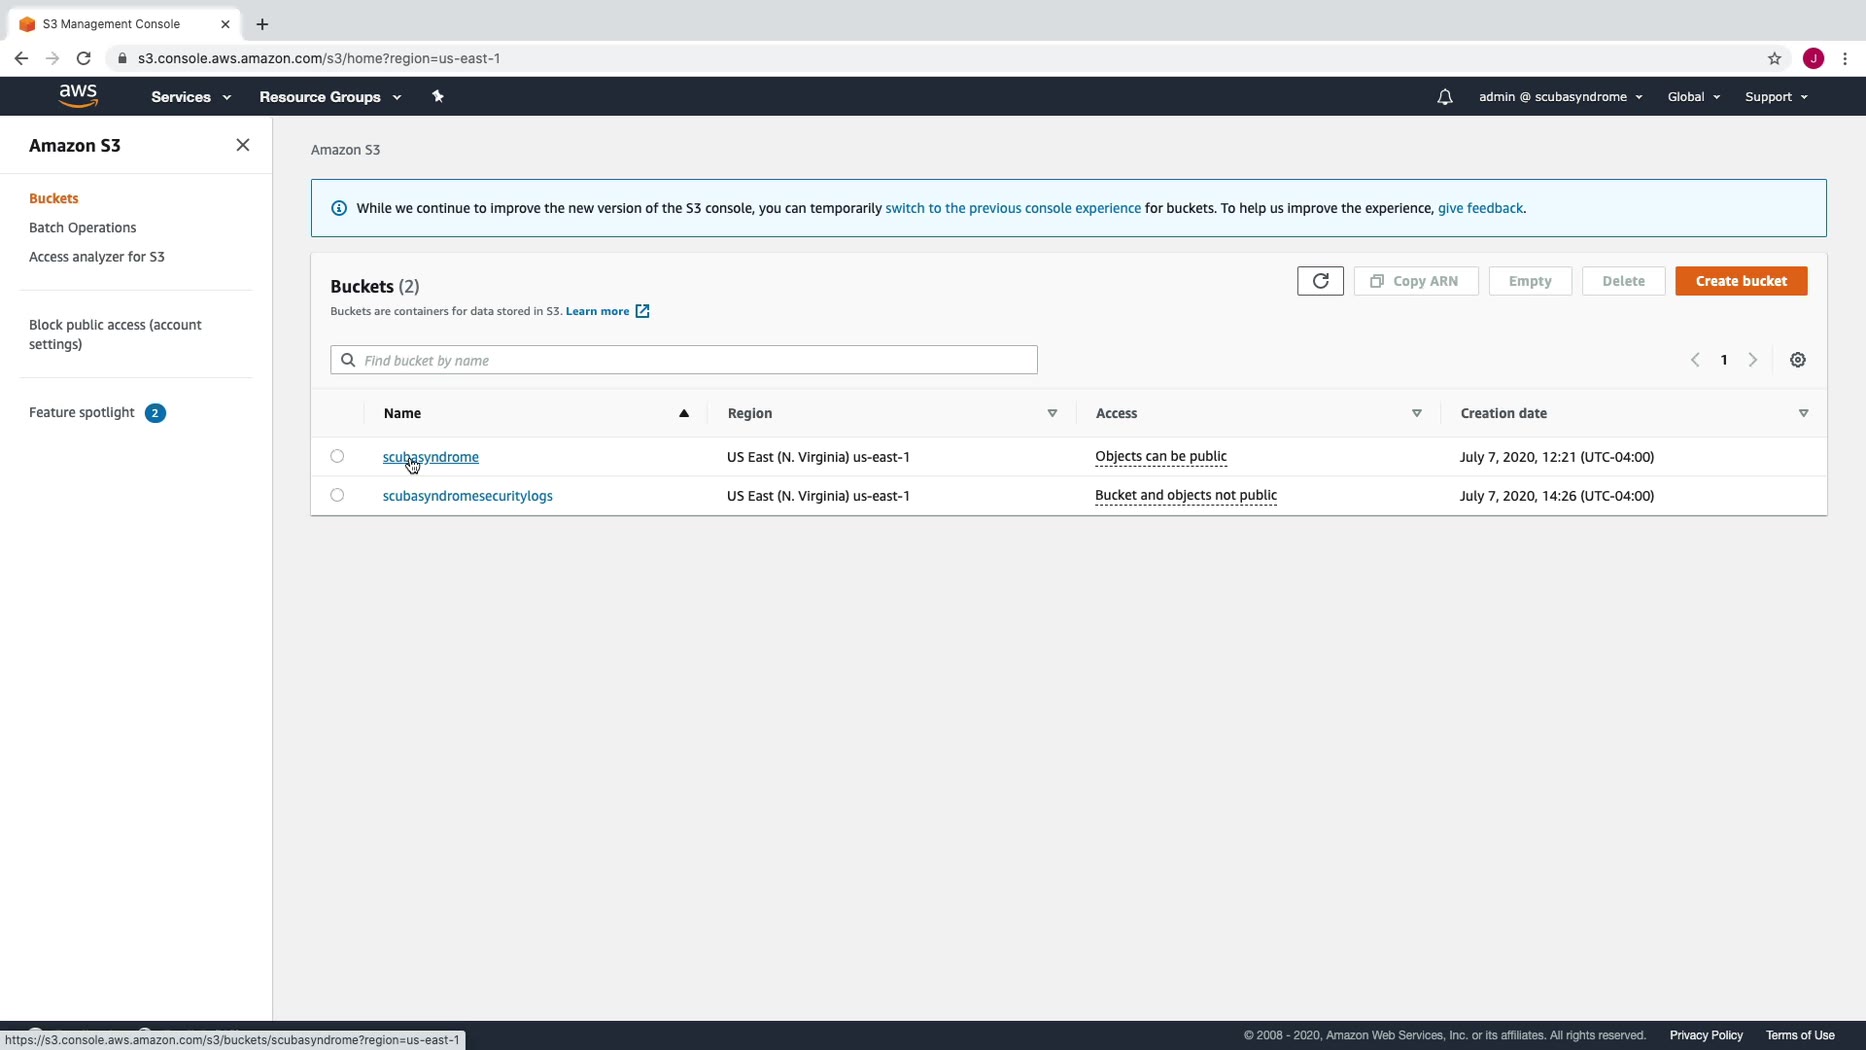 S3 Management Console
s3.console.aws.amazon.com/s3/home?region=us-east-1
J
aws
Services
Resource Groups
admin @ scubasyndrome
Global
Support
Amazon S3
Buckets
Batch Operations
Access analyzer for S3
Block public access (account
settings)
Feature spotlight 2
Amazon S3
While we continue to improve the new version of the S3 console, you can temporarily switch to the previous console experience for buckets. To help us improve the experience, give feedback.
Buckets (2)
Buckets are containers for data stored in S3. Learn more
Copy ARN
Empty
Delete
Create bucket
Find bucket by name
1
Name Region Access Creation date
scubasyndrome US East (N. Virginia) us-east-1 Objects can be public July 7, 2020, 12:21 (UTC-04:00)
scubasyndromesecuritylogs US East (N. Virginia) us-east-1 Bucket and objects not public July 7, 2020, 14:26 (UTC-04:00)
© 2008 - 2020, Amazon Web Services, Inc. or its affiliates. All rights reserved. Privacy Policy Terms of Use
https://s3.console.aws.amazon.com/s3/buckets/scubasyndrome?region=us-east-1